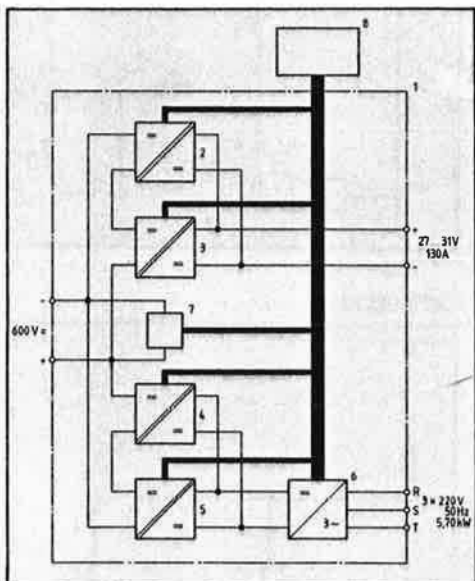 8
1
2
3
+
27...31V
130A
-
-
7
600V=
+
4
5
6
3~
R
S
T
3 × 220V
50Hz
5,70kW